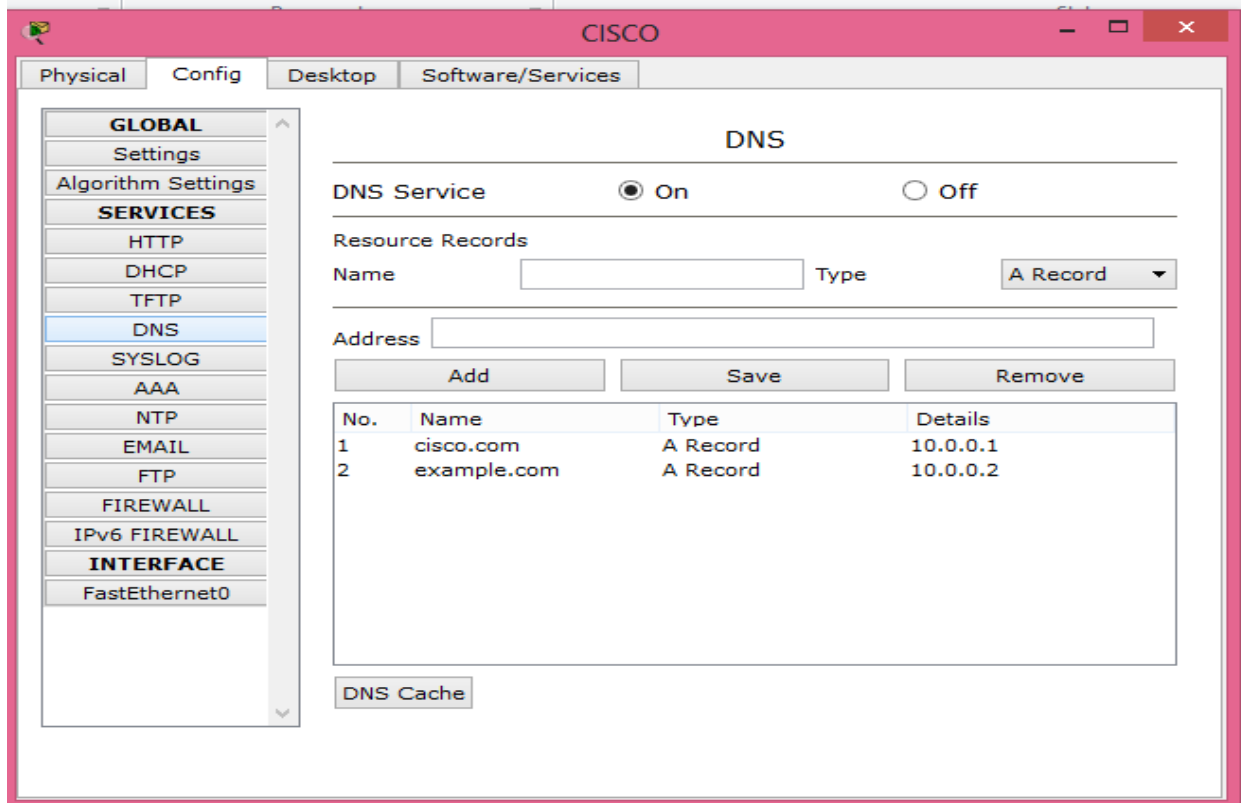 CISCO
Physical Config Desktop Software/Services
GLOBAL
Settings
Algorithm Settings
SERVICES
HTTP
DHCP
TFTP
DNS
SYSLOG
AAA
NTP
EMAIL
FTP
FIREWALL
IPv6 FIREWALL
INTERFACE
FastEthernet0
DNS
DNS Service On Off
Resource Records
Name Type A Record
Address
Add Save Remove
No. Name Type Details
1 cisco.com A Record 10.0.0.1
2 example.com A Record 10.0.0.2
DNS Cache